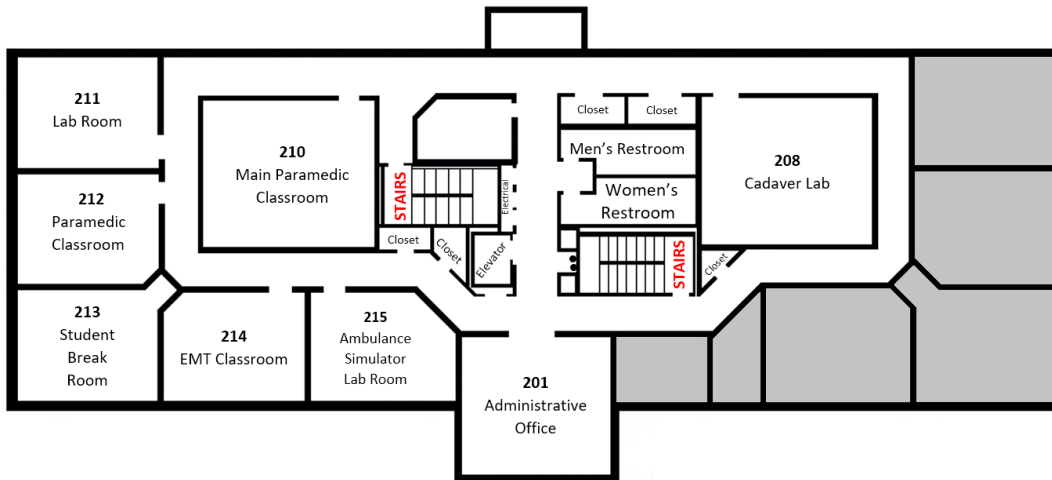 211
Lab Room
212
Paramedic
Classroom
213
Student
Break
Room
210
Main Paramedic
Classroom
214
EMT Classroom
215
Ambulance
Simulator
Lab Room
STAIRS
Closet
Closet
Electrical
Elevator
201
Administrative
Office
Closet
Closet
Men's Restroom
Women's
Restroom
STAIRS
Closet
208
Cadaver Lab